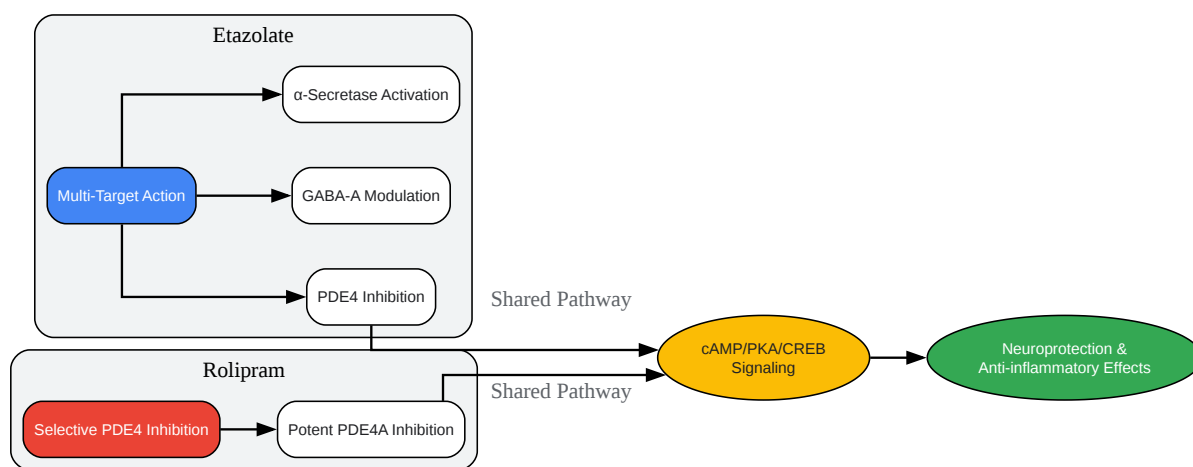 Etazolate
α-Secretase Activation
Multi-Target Action
GABA-A Modulation
PDE4 Inhibition
Shared Pathway
cAMP/PKA/CREB
Signaling
Neuroprotection &
Anti-inflammatory Effects
Rolipram
Shared Pathway
Selective PDE4 Inhibition
Potent PDE4A Inhibition